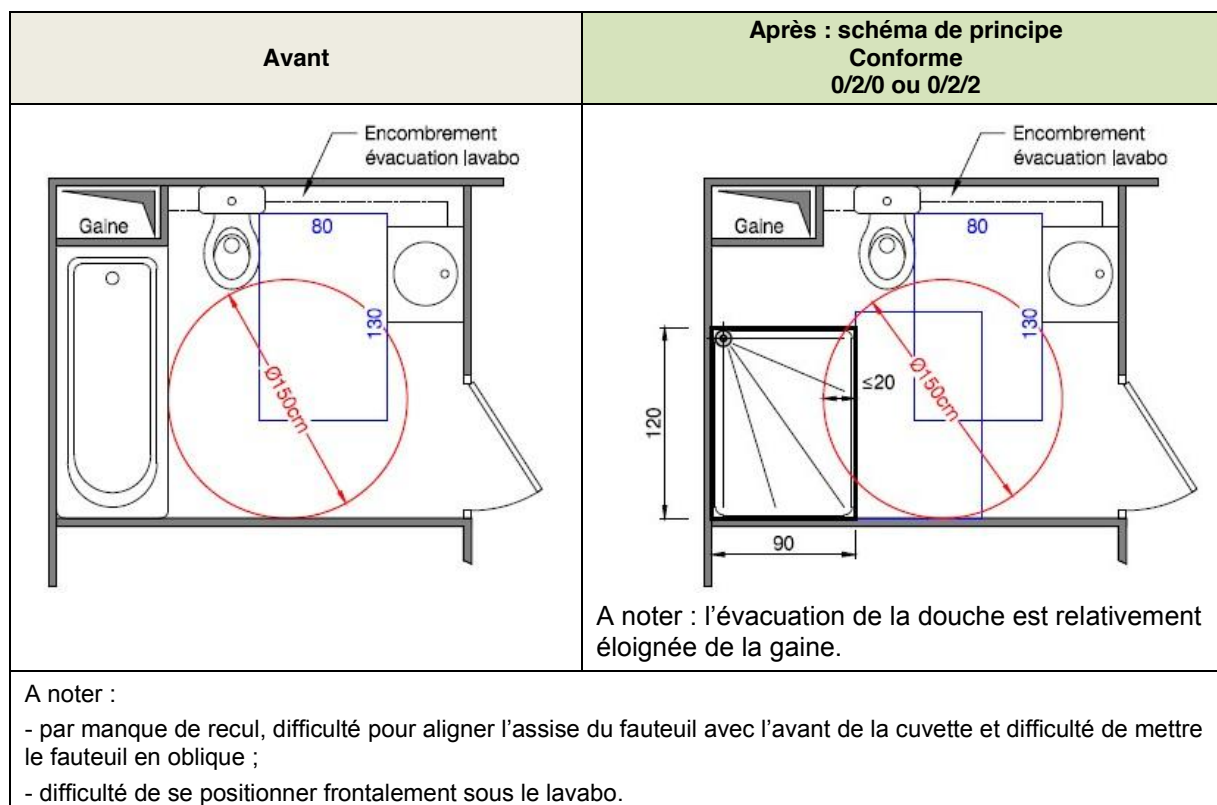 Avant
Après : schéma de principe
Conforme
0/2/0 ou 0/2/2
Encombrement
évacuation lavabo
Gaine
80
130
Ø150cm
Encombrement
évacuation lavabo
Gaine
80
130
Ø150cm
≤20
120
90
A noter : l’évacuation de la douche est relativement
éloignée de la gaine.
A noter :
- par manque de recul, difficulté pour aligner l’assise du fauteuil avec l’avant de la cuvette et difficulté de mettre
le fauteuil en oblique ;
- difficulté de se positionner frontalement sous le lavabo.